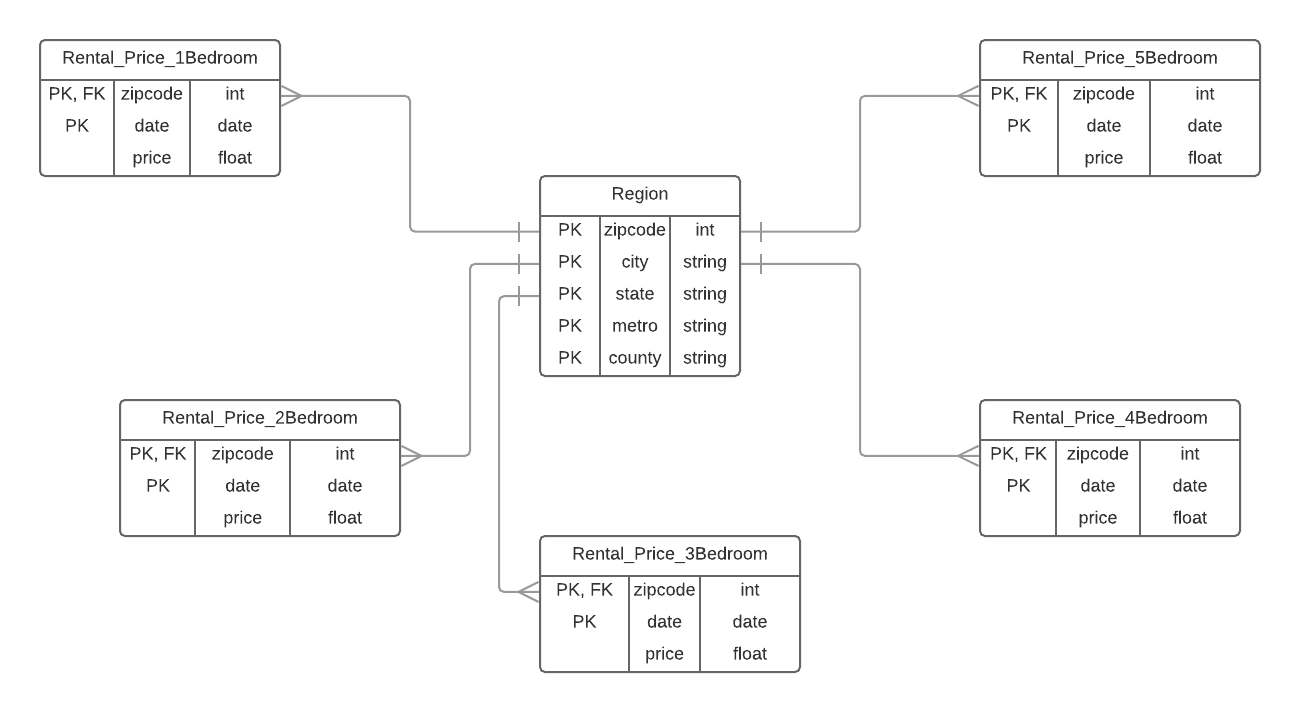 Rental_Price_1Bedroom
PK, FK zipcode int
PK date date
price float
Rental_Price_5Bedroom
PK, FK zipcode int
PK date date
price float
Region
PK zipcode int
PK city string
PK state string
PK metro string
PK county string
Rental_Price_2Bedroom
PK, FK zipcode int
PK date date
price float
Rental_Price_4Bedroom
PK, FK zipcode int
PK date date
price float
Rental_Price_3Bedroom
PK, FK zipcode int
PK date date
price float